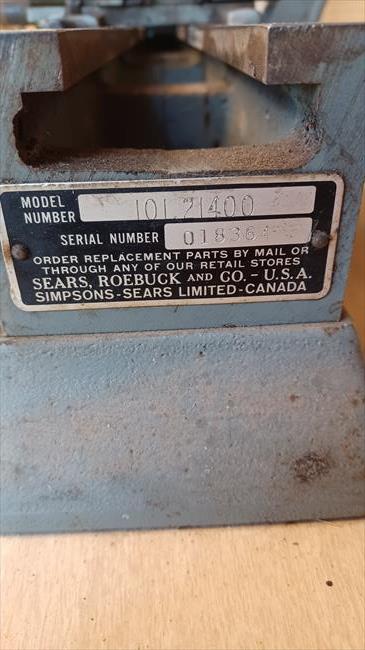 MODEL
NUMBER 101.21400
SERIAL NUMBER 018364
ORDER REPLACEMENT PARTS BY MAIL OR
THROUGH ANY OF OUR RETAIL STORES
SEARS, ROEBUCK AND CO. - U.S.A.
SIMPSONS-SEARS LIMITED-CANADA